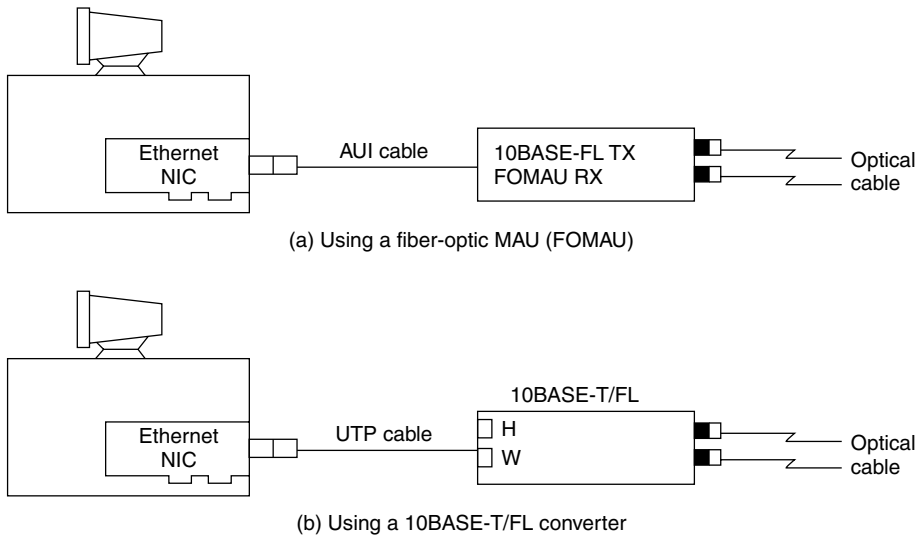 Ethernet
NIC
AUI cable
10BASE-FL TX
FOMAU RX
Optical
cable
(a) Using a fiber-optic MAU (FOMAU)
10BASE-T/FL
Ethernet
NIC
UTP cable
H
W
Optical
cable
(b) Using a 10BASE-T/FL converter